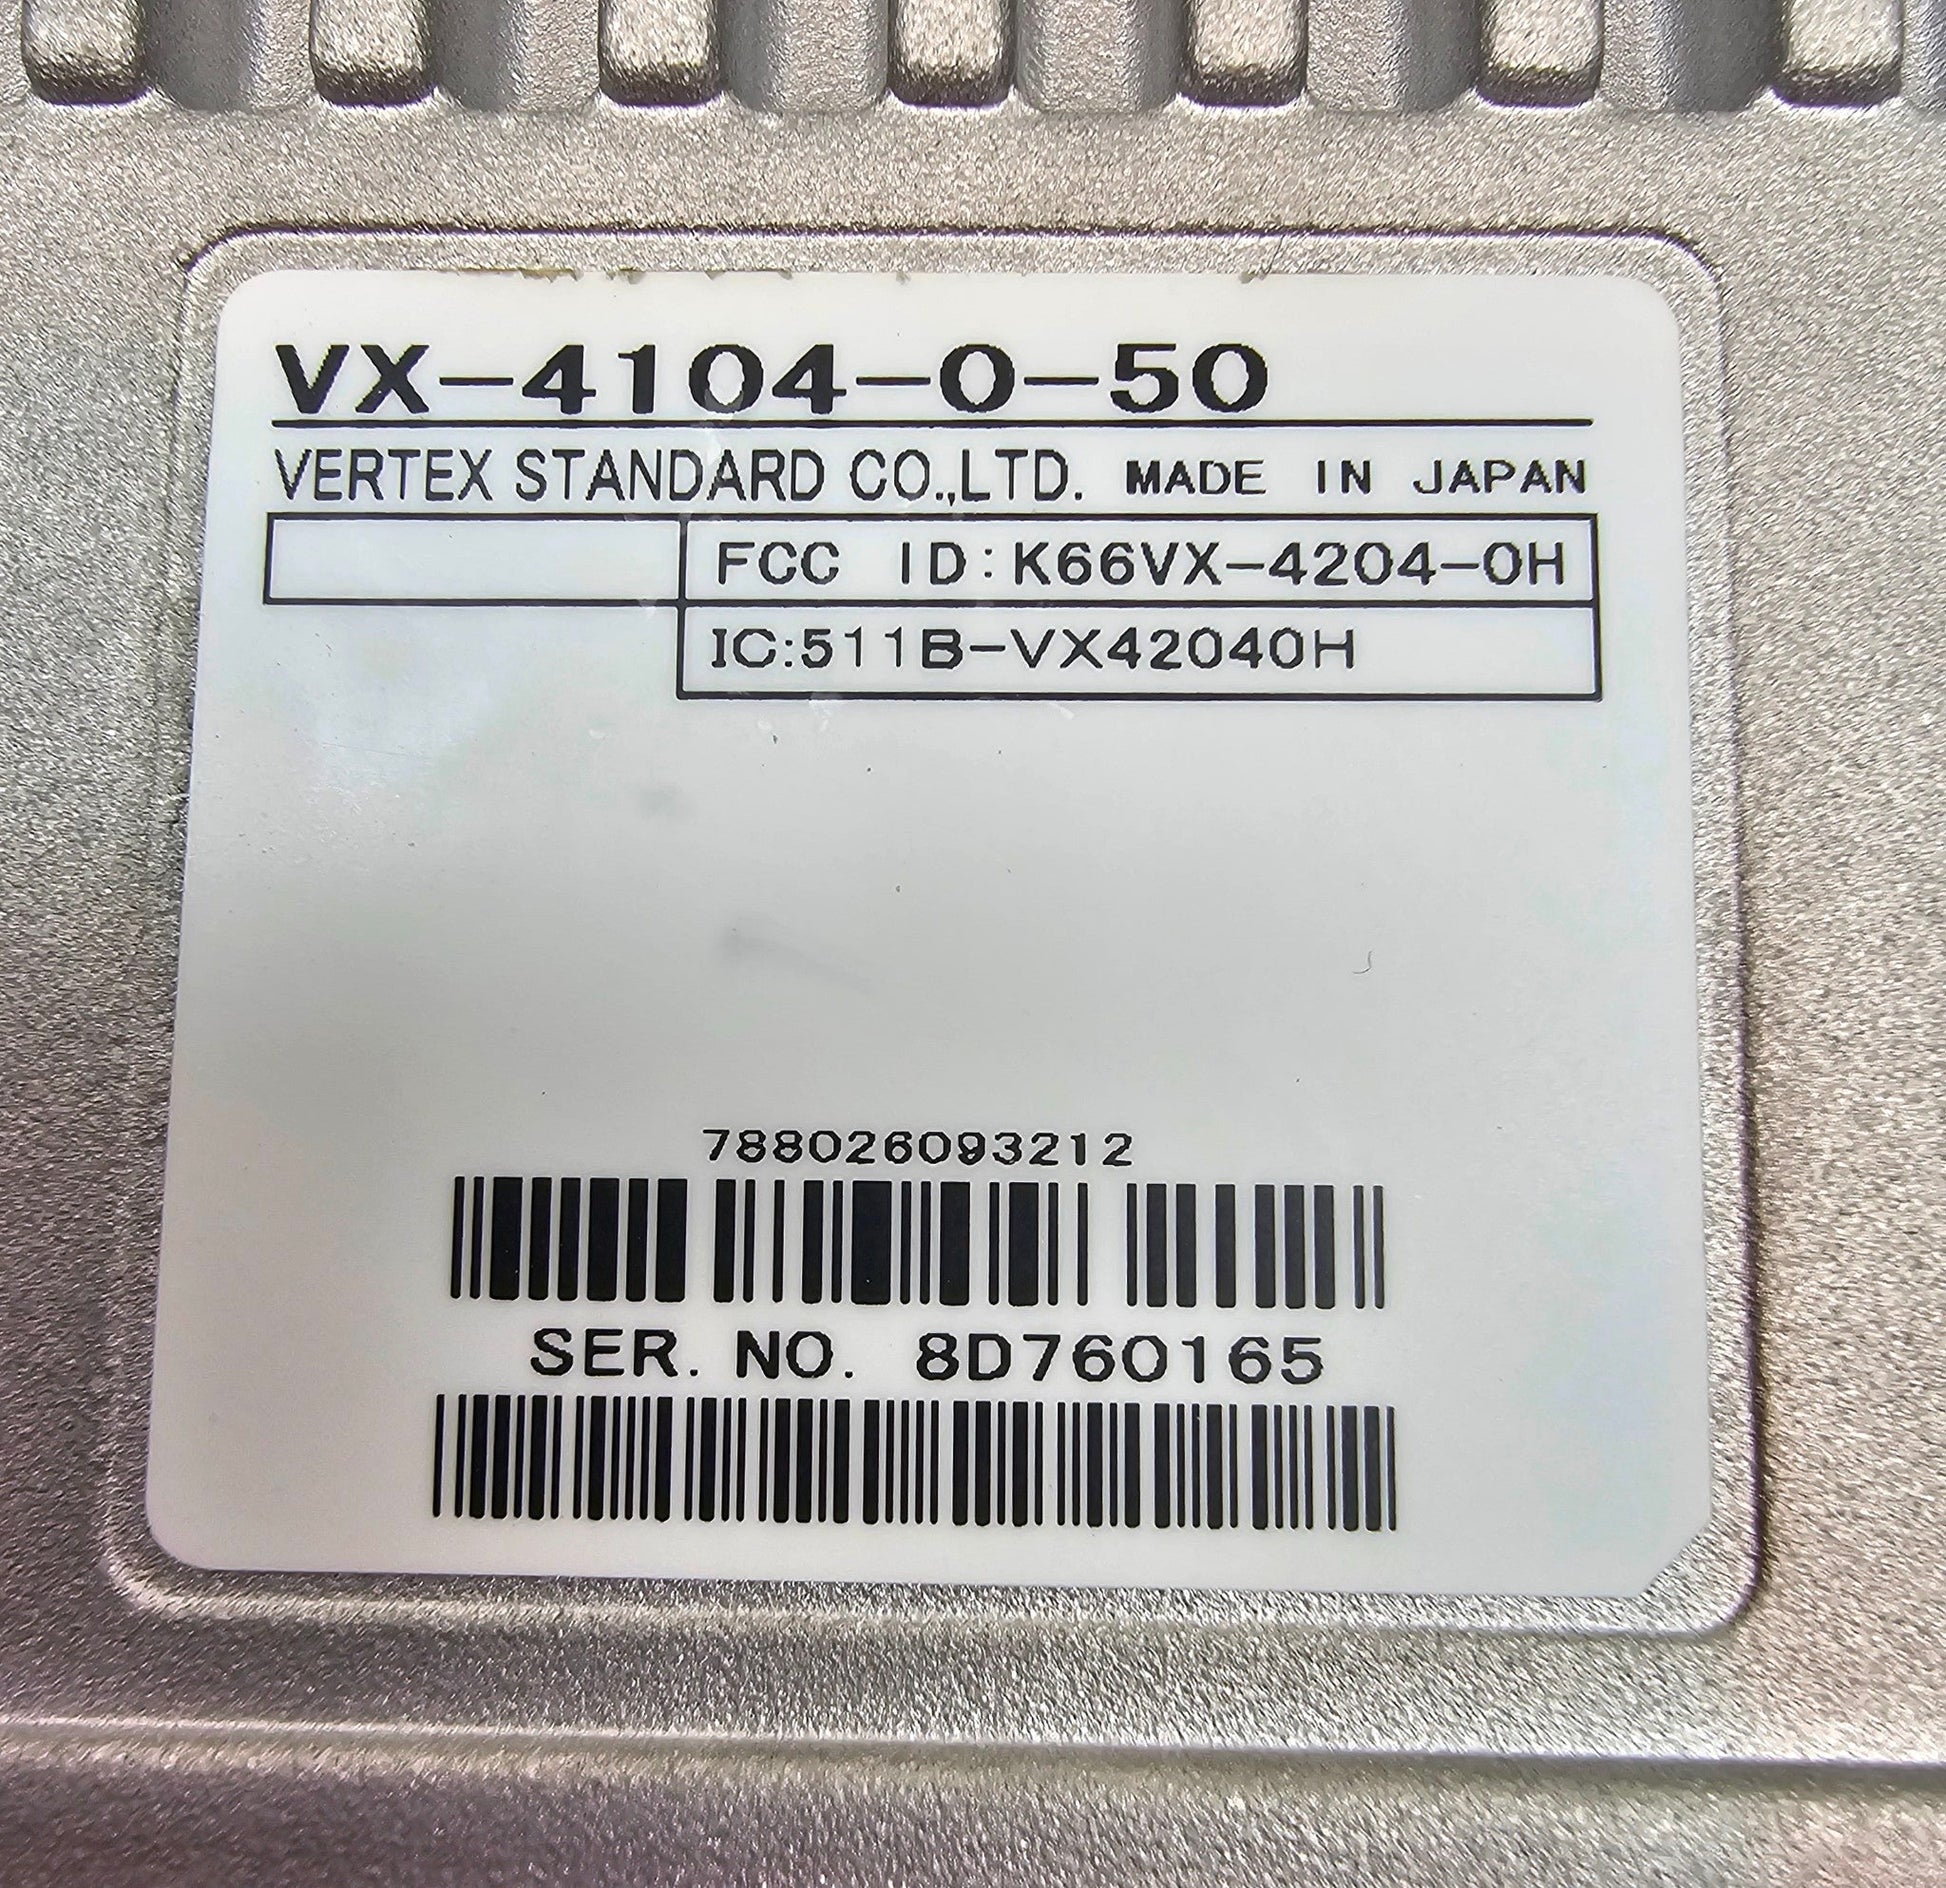 VX-4104-0-50
VERTEX STANDARD CO.,LTD. MADE IN JAPAN
FCC ID:K66VX-4204-0H
IC:511B-VX42040H
788026093212
SER. NO. 8D760165